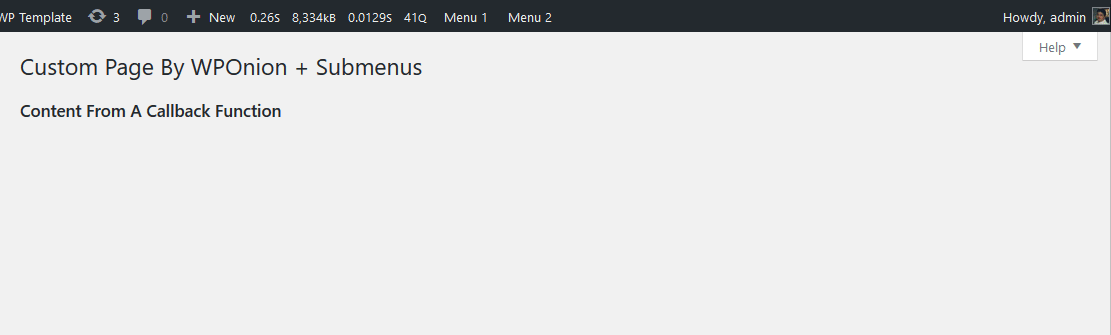 WP Template 3 0 New 0.26S 8,334kB 0.0129S 41Q Menu 1 Menu 2 Howdy, admin
Help
Custom Page By WPOnion + Submenus
Content From A Callback Function